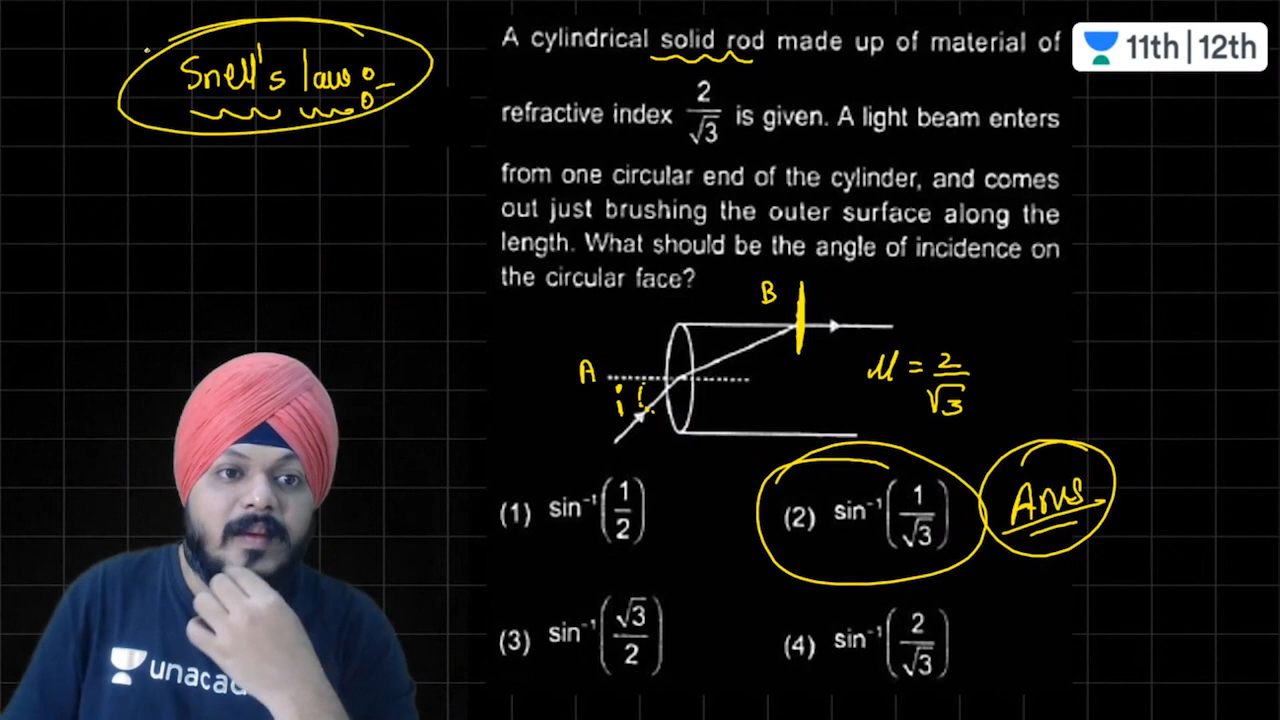 Snell's law :-
A cylindrical solid rod made up of material of
refractive index 2/√3 is given. A light beam enters
from one circular end of the cylinder, and comes
out just brushing the outer surface along the
length. What should be the angle of incidence on
the circular face?
11th | 12th
B
A
i
μ = 2/√3
(1) sin⁻¹(1/2)
(2) sin⁻¹(1/√3)
Ans
(3) sin⁻¹(√3/2)
(4) sin⁻¹(2/√3)
unacad